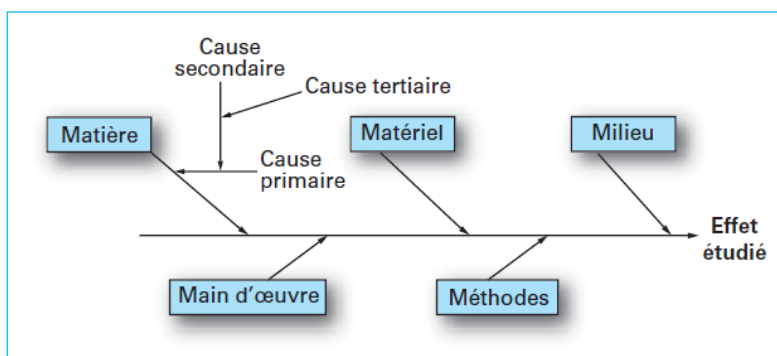 Cause
secondaire
Cause tertiaire
Matière
Matériel
Milieu
Cause
primaire
Effet
étudié
Main d'œuvre
Méthodes